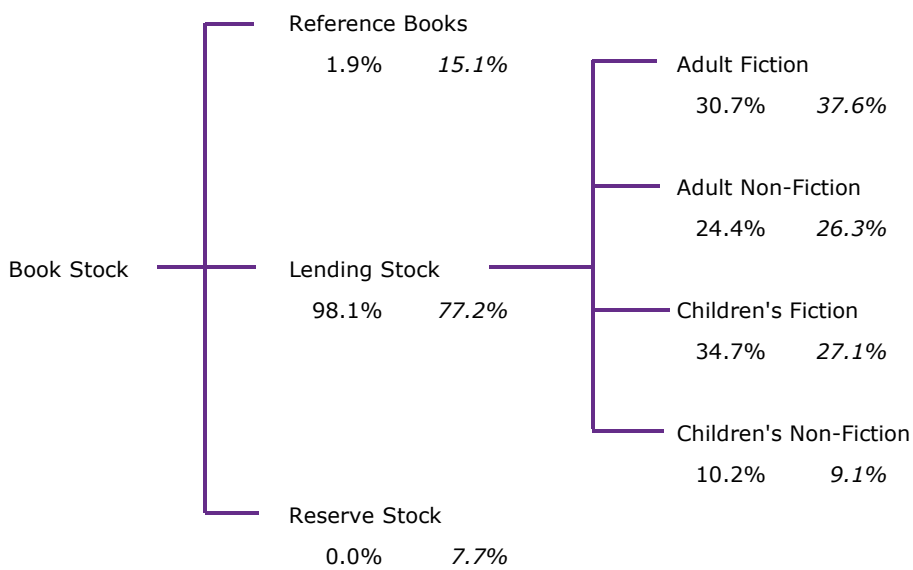 Reference Books
1.9% 15.1%
Adult Fiction
30.7% 37.6%
Adult Non-Fiction
24.4% 26.3%
Book Stock
Lending Stock
98.1% 77.2%
Children's Fiction
34.7% 27.1%
Children's Non-Fiction
10.2% 9.1%
Reserve Stock
0.0% 7.7%